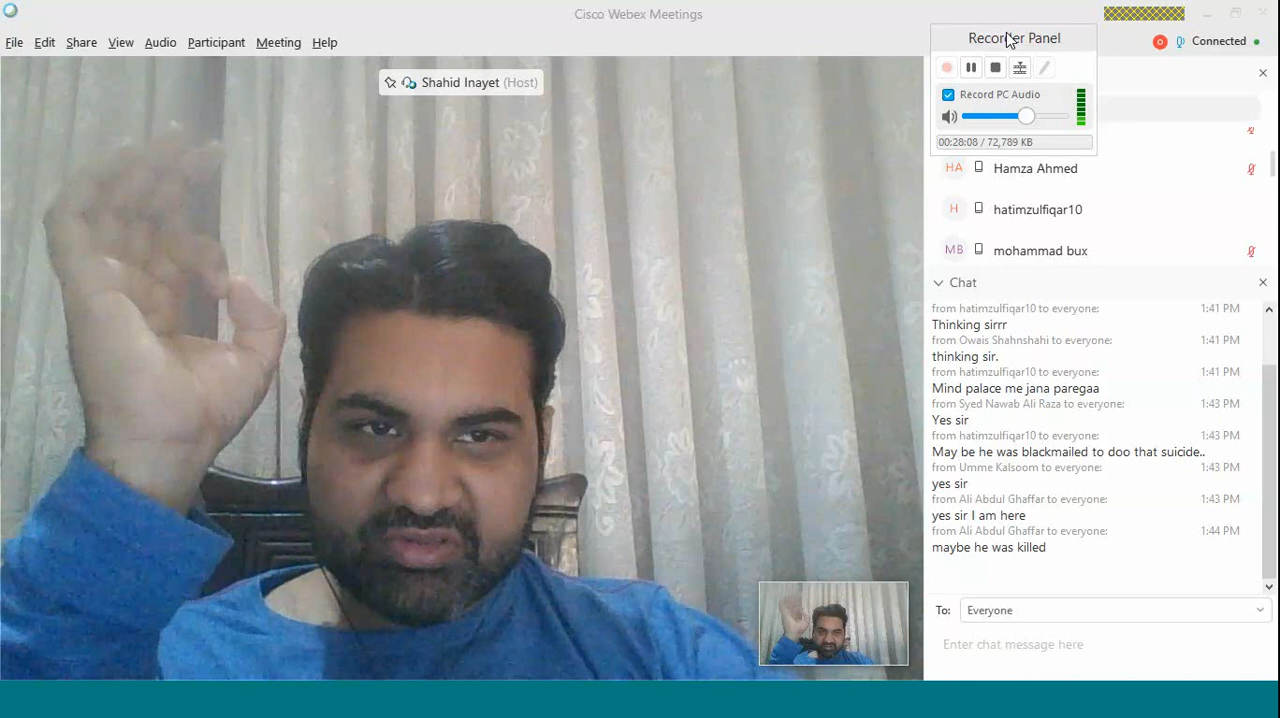 Cisco Webex Meetings
File Edit Share View Audio Participant Meeting Help
Recorder Panel
Connected
Shahid Inayet (Host)
Record PC Audio
00:28:08 / 72,789 KB
HA Hamza Ahmed
H hatimzulfiqar10
MB mohammad bux
Chat
from hatimzulfiqar10 to everyone: 1:41 PM
Thinking sirrr
from Owais Shahnshahi to everyone: 1:41 PM
thinking sir.
from hatimzulfiqar10 to everyone: 1:41 PM
Mind palace me jana paregaa
from Syed Nawab Ali Raza to everyone: 1:43 PM
Yes sir
from hatimzulfiqar10 to everyone: 1:43 PM
May be he was blackmailed to doo that suicide..
from Umme Kalsoom to everyone: 1:43 PM
yes sir
from Ali Abdul Ghaffar to everyone: 1:43 PM
yes sir I am here
from Ali Abdul Ghaffar to everyone: 1:44 PM
maybe he was killed
To: Everyone
Enter chat message here